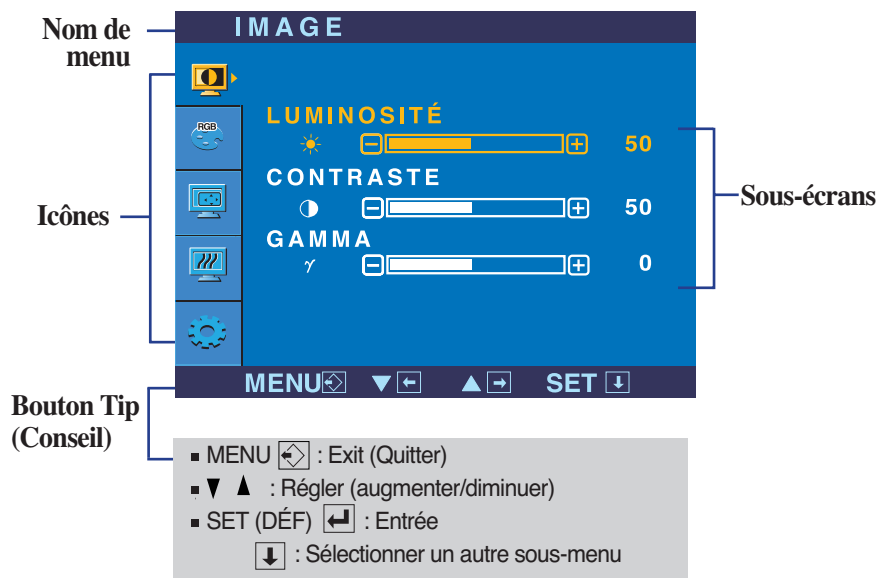 Nom de
menu
IMAGE
RGB
LUMINOSITÉ
50
CONTRASTE
50
GAMMA
γ
0
Icônes
Sous-écrans
MENU ▼ ▲ SET
Bouton Tip
(Conseil)
▪ MENU : Exit (Quitter)
▪ ▼ ▲ : Régler (augmenter/diminuer)
▪ SET (DÉF) : Entrée
: Sélectionner un autre sous-menu